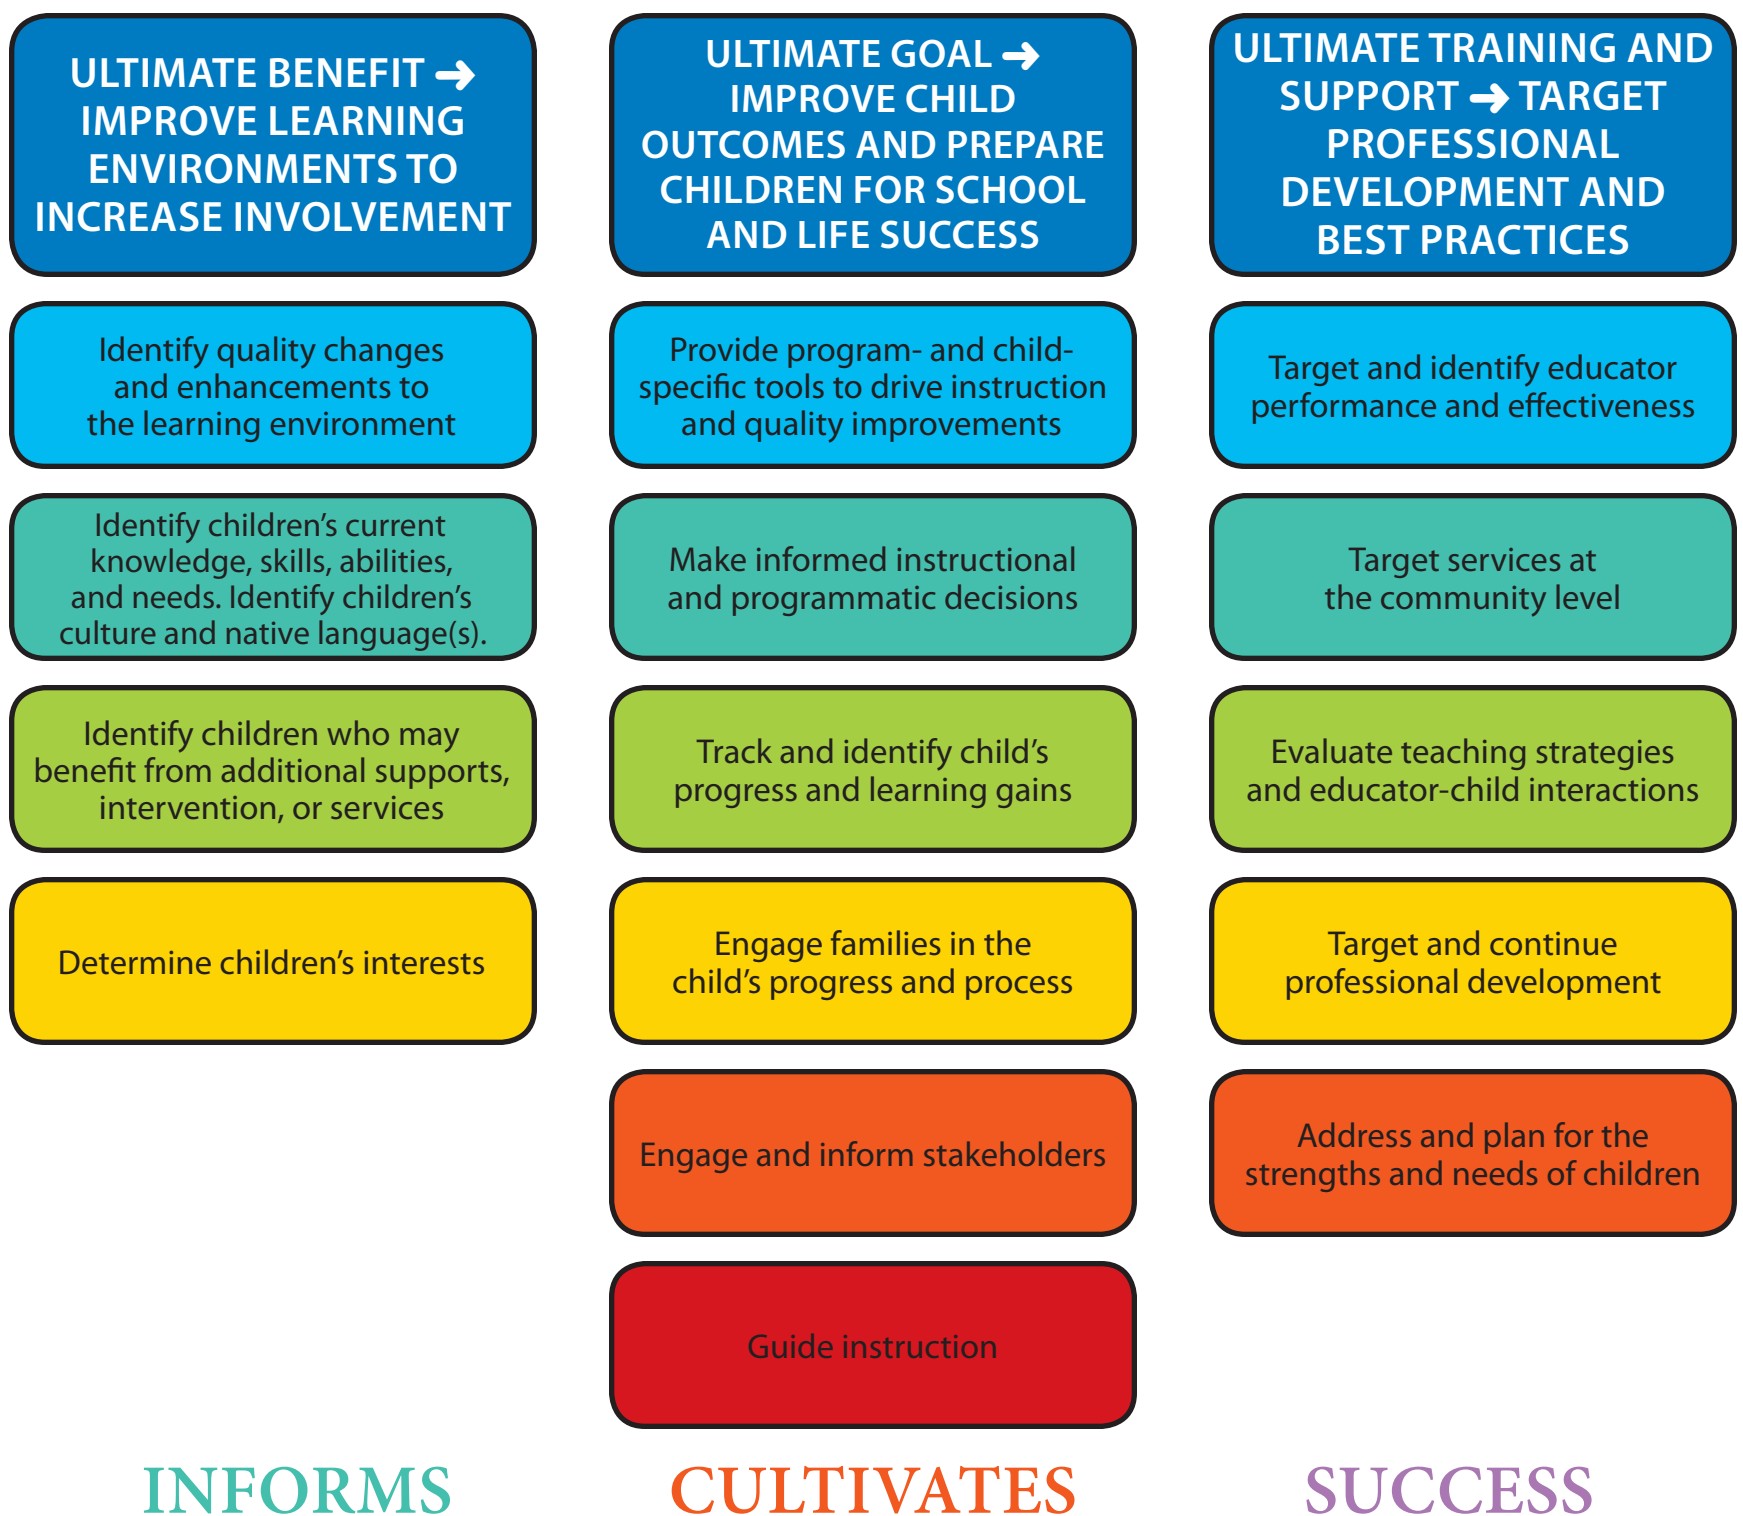 ULTIMATE BENEFIT ➜
IMPROVE LEARNING
ENVIRONMENTS TO
INCREASE INVOLVEMENT
Identify quality changes
and enhancements to
the learning environment
Identify children’s current
knowledge, skills, abilities,
and needs. Identify children’s
culture and native language(s).
Identify children who may
benefit from additional supports,
intervention, or services
Determine children’s interests
INFORMS
ULTIMATE GOAL ➜
IMPROVE CHILD
OUTCOMES AND PREPARE
CHILDREN FOR SCHOOL
AND LIFE SUCCESS
Provide program- and child-
specific tools to drive instruction
and quality improvements
Make informed instructional
and programmatic decisions
Track and identify child’s
progress and learning gains
Engage families in the
child’s progress and process
Engage and inform stakeholders
Guide instruction
CULTIVATES
ULTIMATE TRAINING AND
SUPPORT ➜ TARGET
PROFESSIONAL
DEVELOPMENT AND
BEST PRACTICES
Target and identify educator
performance and effectiveness
Target services at
the community level
Evaluate teaching strategies
and educator-child interactions
Target and continue
professional development
Address and plan for the
strengths and needs of children
SUCCESS